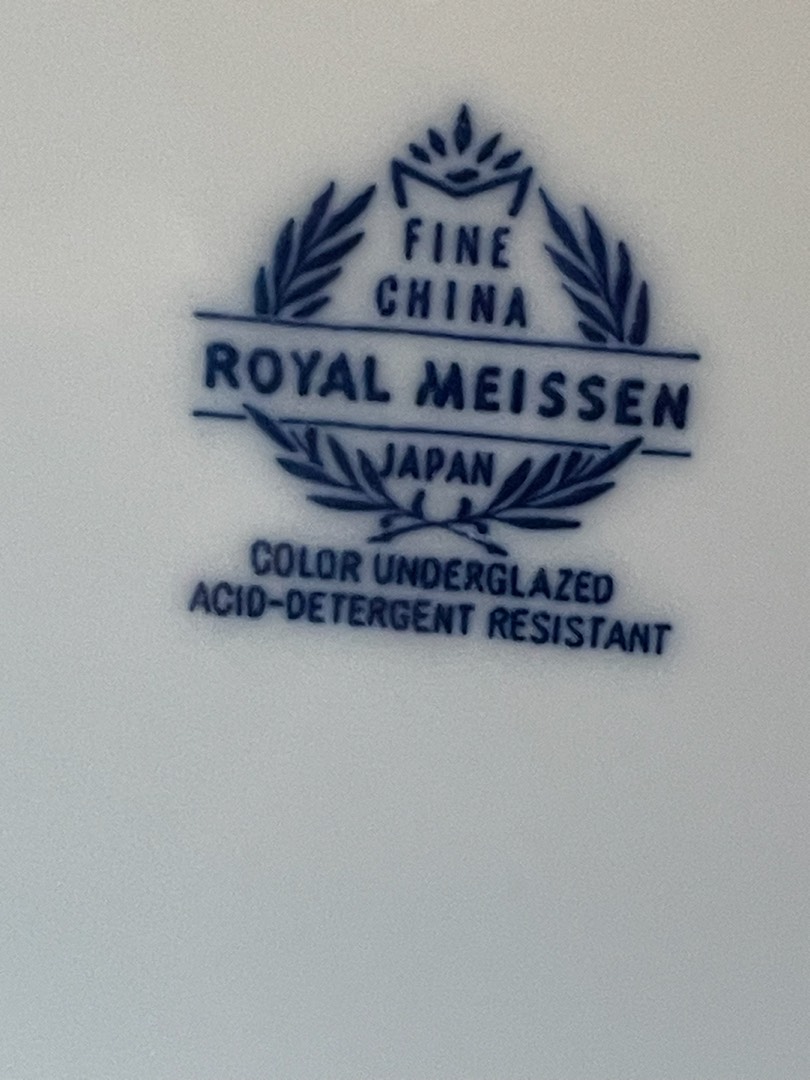 FINE
CHINA
ROYAL MEISSEN
JAPAN
COLOR UNDERGLAZED
ACID-DETERGENT RESISTANT